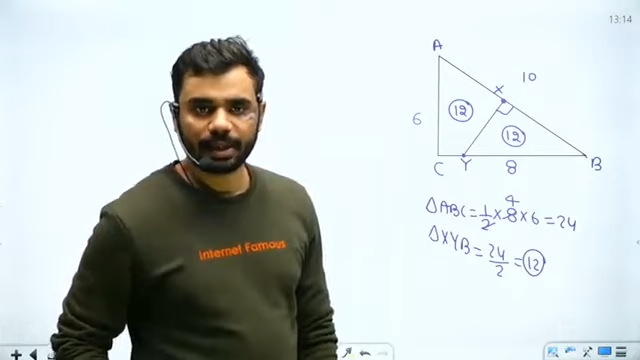 13:14
A
10
X
12
6
12
C
Y
8
B
4
ΔABC = 1/2 × 8 × 6 = 24
ΔXYB = 24/2 = 12
Internet Famous